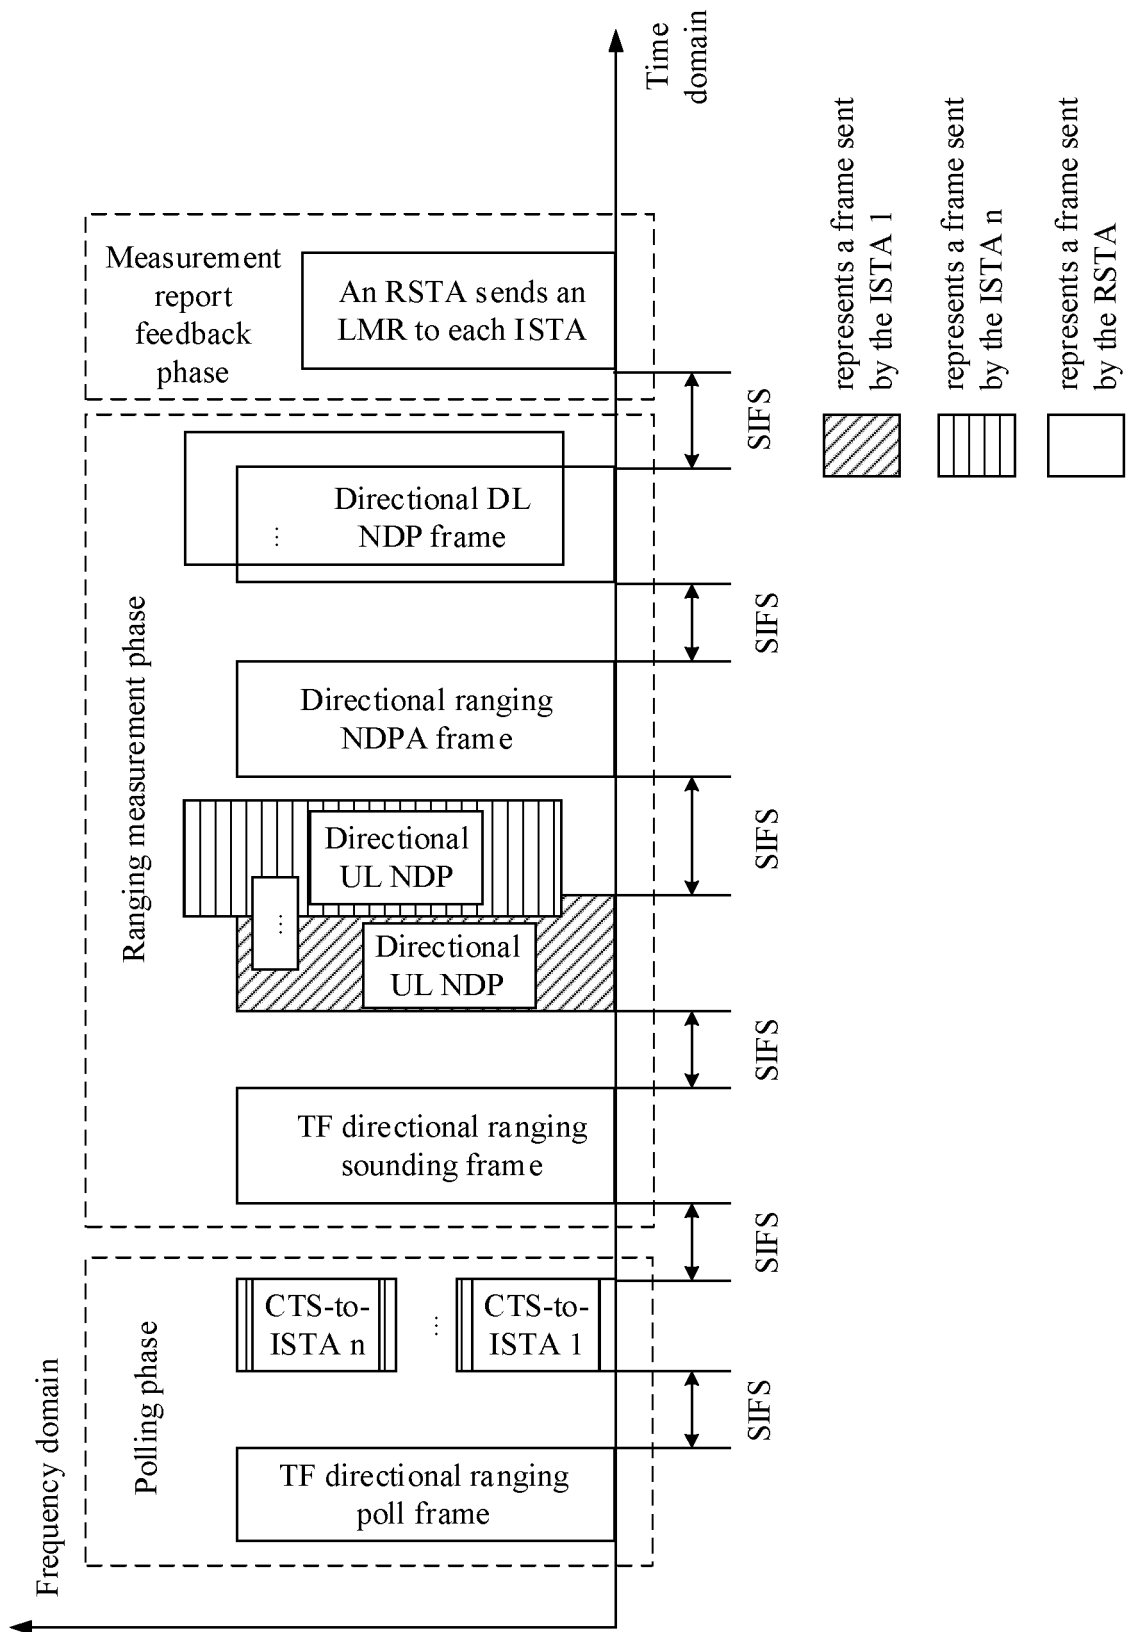 Time
domain
Measurement
report
feedback
phase
An RSTA sends an
LMR to each ISTA
SIFS
Ranging measurement phase
Directional DL
NDP frame
...
SIFS
Directional ranging
NDPA frame
SIFS
Directional
UL NDP
...
Directional
UL NDP
SIFS
TF directional ranging
sounding frame
SIFS
Polling phase
CTS-to-
ISTA n
...
CTS-to-
ISTA 1
SIFS
TF directional ranging
poll frame
Frequency domain
represents a frame sent
by the ISTA 1
represents a frame sent
by the ISTA n
represents a frame sent
by the RSTA